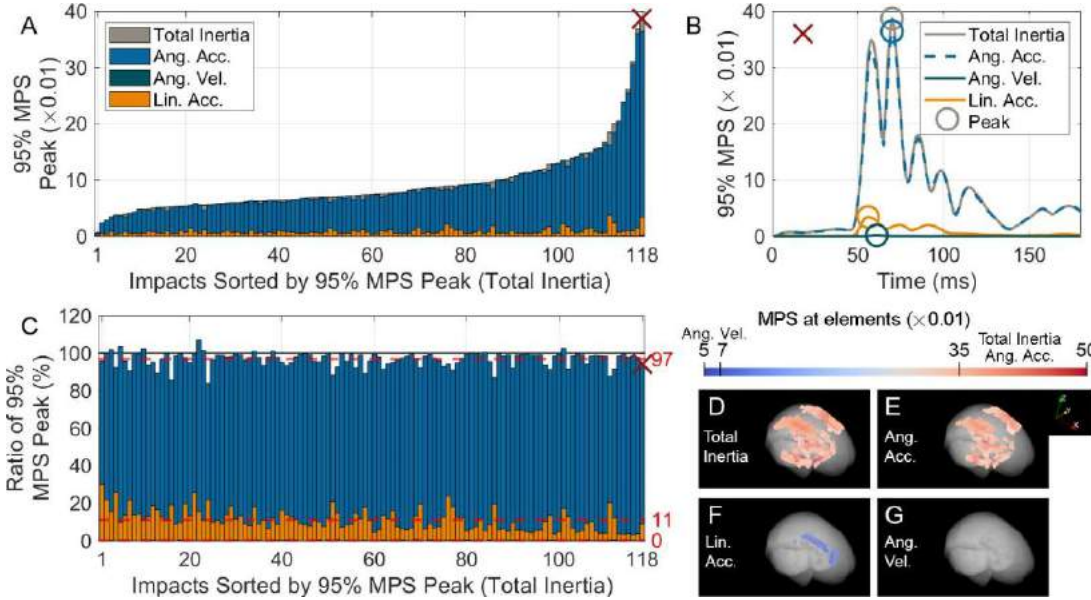 A
Total Inertia
Ang. Acc.
Ang. Vel.
Lin. Acc.
95% MPS
Peak (×0.01)
40
30
20
10
0
1 20 40 60 80 100 118
Impacts Sorted by 95% MPS Peak (Total Inertia)
B
Total Inertia
Ang. Acc.
Ang. Vel.
Lin. Acc.
Peak
95% MPS (× 0.01)
40
30
20
10
0
0 50 100 150
Time (ms)
C
Ratio of 95%
MPS Peak (%)
120
100
80
60
40
20
0
97
11
0
1 20 40 60 80 100 118
Impacts Sorted by 95% MPS Peak (Total Inertia)
MPS at elements (×0.01)
Ang. Vel.
Total Inertia
Ang. Acc.
5 7 35 50
D
Total
Inertia
E
Ang.
Acc.
F
Lin.
Acc.
G
Ang.
Vel.